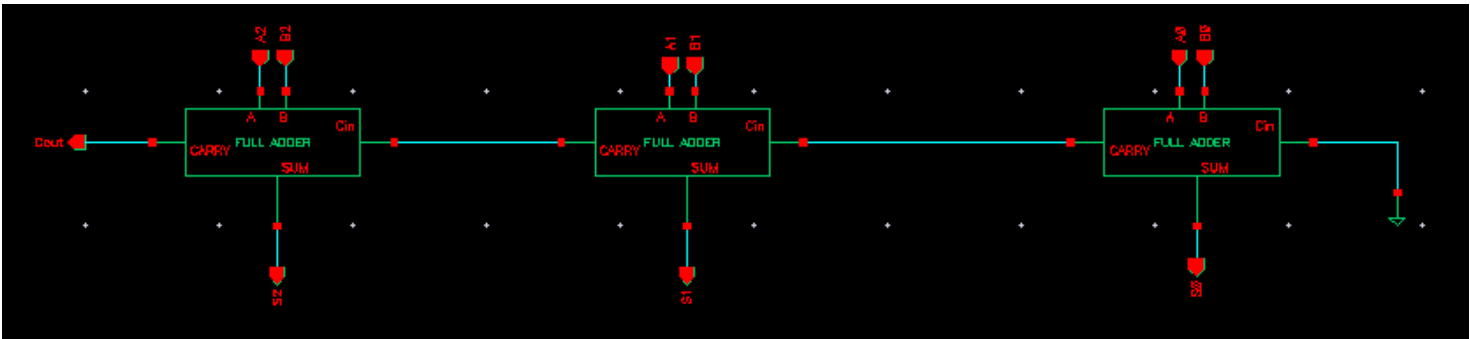 A2 B2
A1 B1
A0 B0
A B
Cin
Cout
CARRY
FULL ADDER
SUM
A B
Cin
CARRY
FULL ADDER
SUM
A B
Cin
CARRY
FULL ADDER
SUM
S2
S1
S0